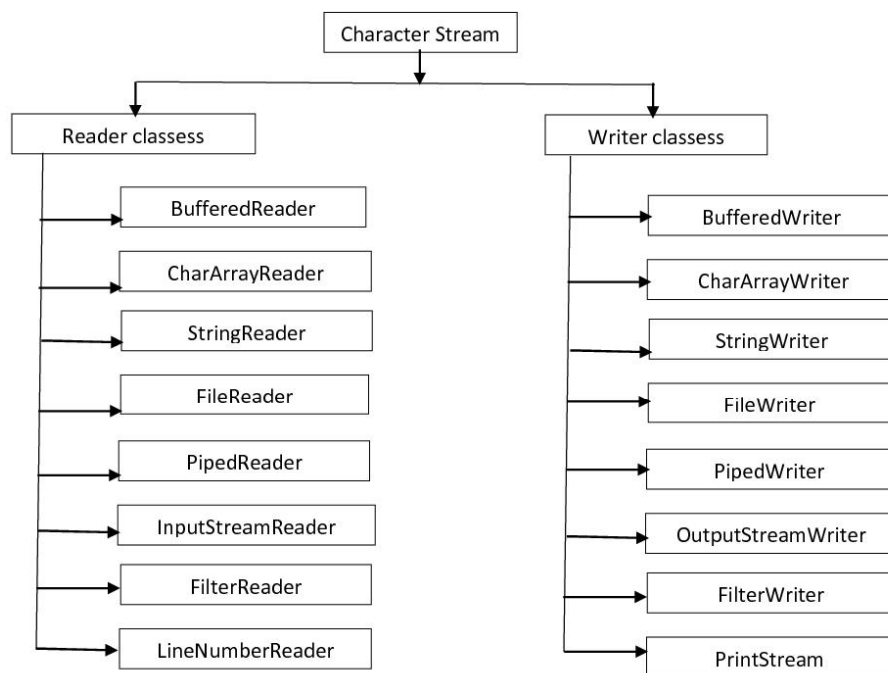 Character Stream
Reader classess
Writer classess
BufferedReader
CharArrayReader
StringReader
FileReader
PipedReader
InputStreamReader
FilterReader
LineNumberReader
BufferedWriter
CharArrayWriter
StringWriter
FileWriter
PipedWriter
OutputStreamWriter
FilterWriter
PrintStream